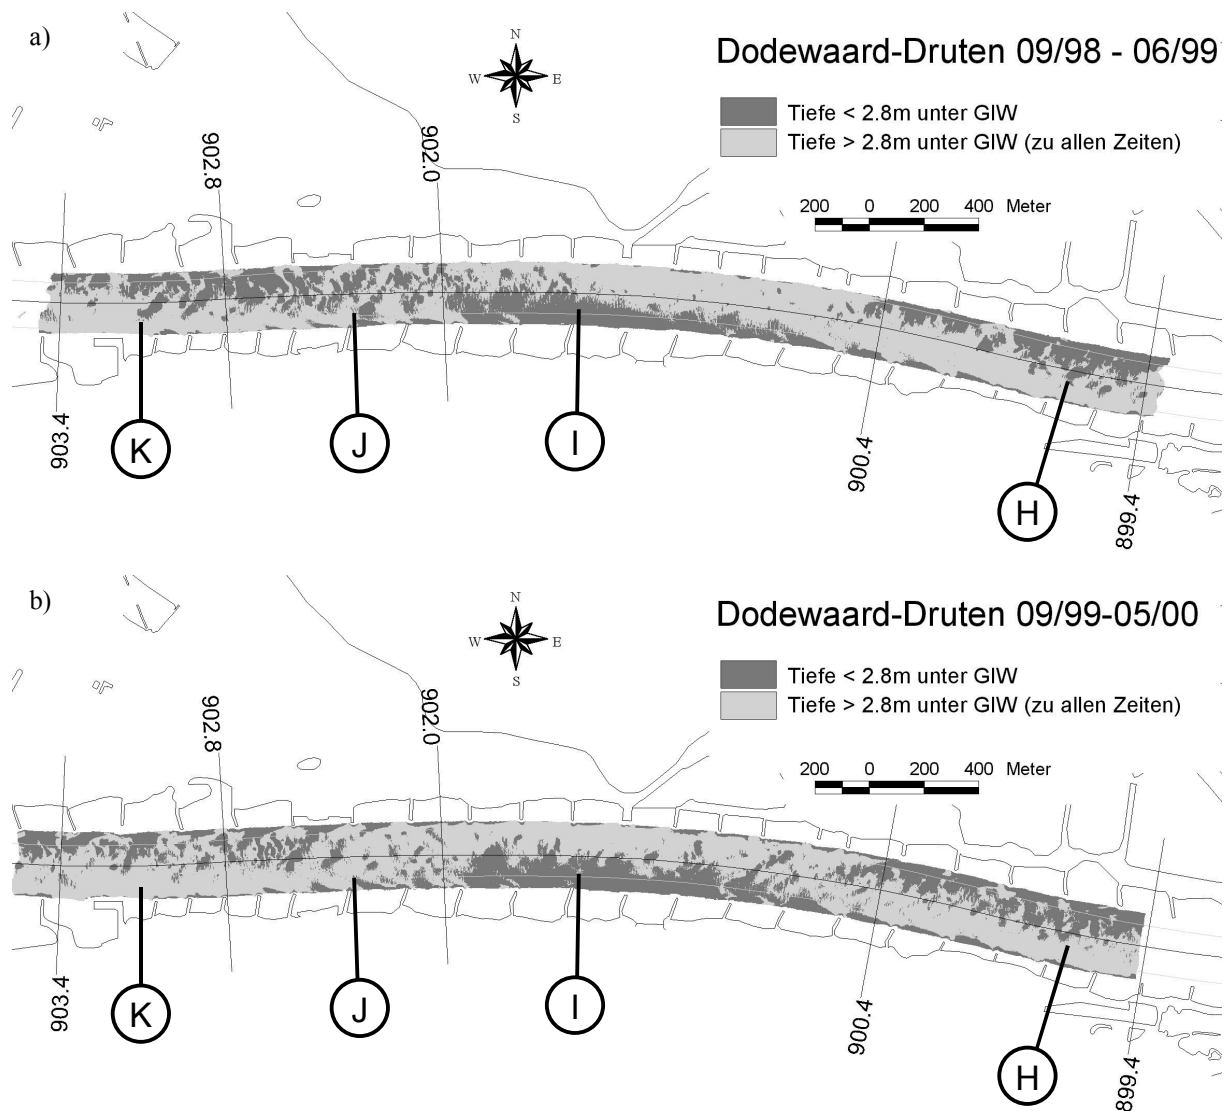 a)
Dodewaard-Druten 09/98 - 06/99
N
W E
S
Tiefe < 2.8m unter GlW
Tiefe > 2.8m unter GlW (zu allen Zeiten)
200 0 200 400 Meter
902.8
902.0
903.4
K
J
I
900.4
H
899.4
b)
Dodewaard-Druten 09/99-05/00
N
W E
S
Tiefe < 2.8m unter GlW
Tiefe > 2.8m unter GlW (zu allen Zeiten)
200 0 200 400 Meter
902.8
902.0
903.4
K
J
I
900.4
H
899.4